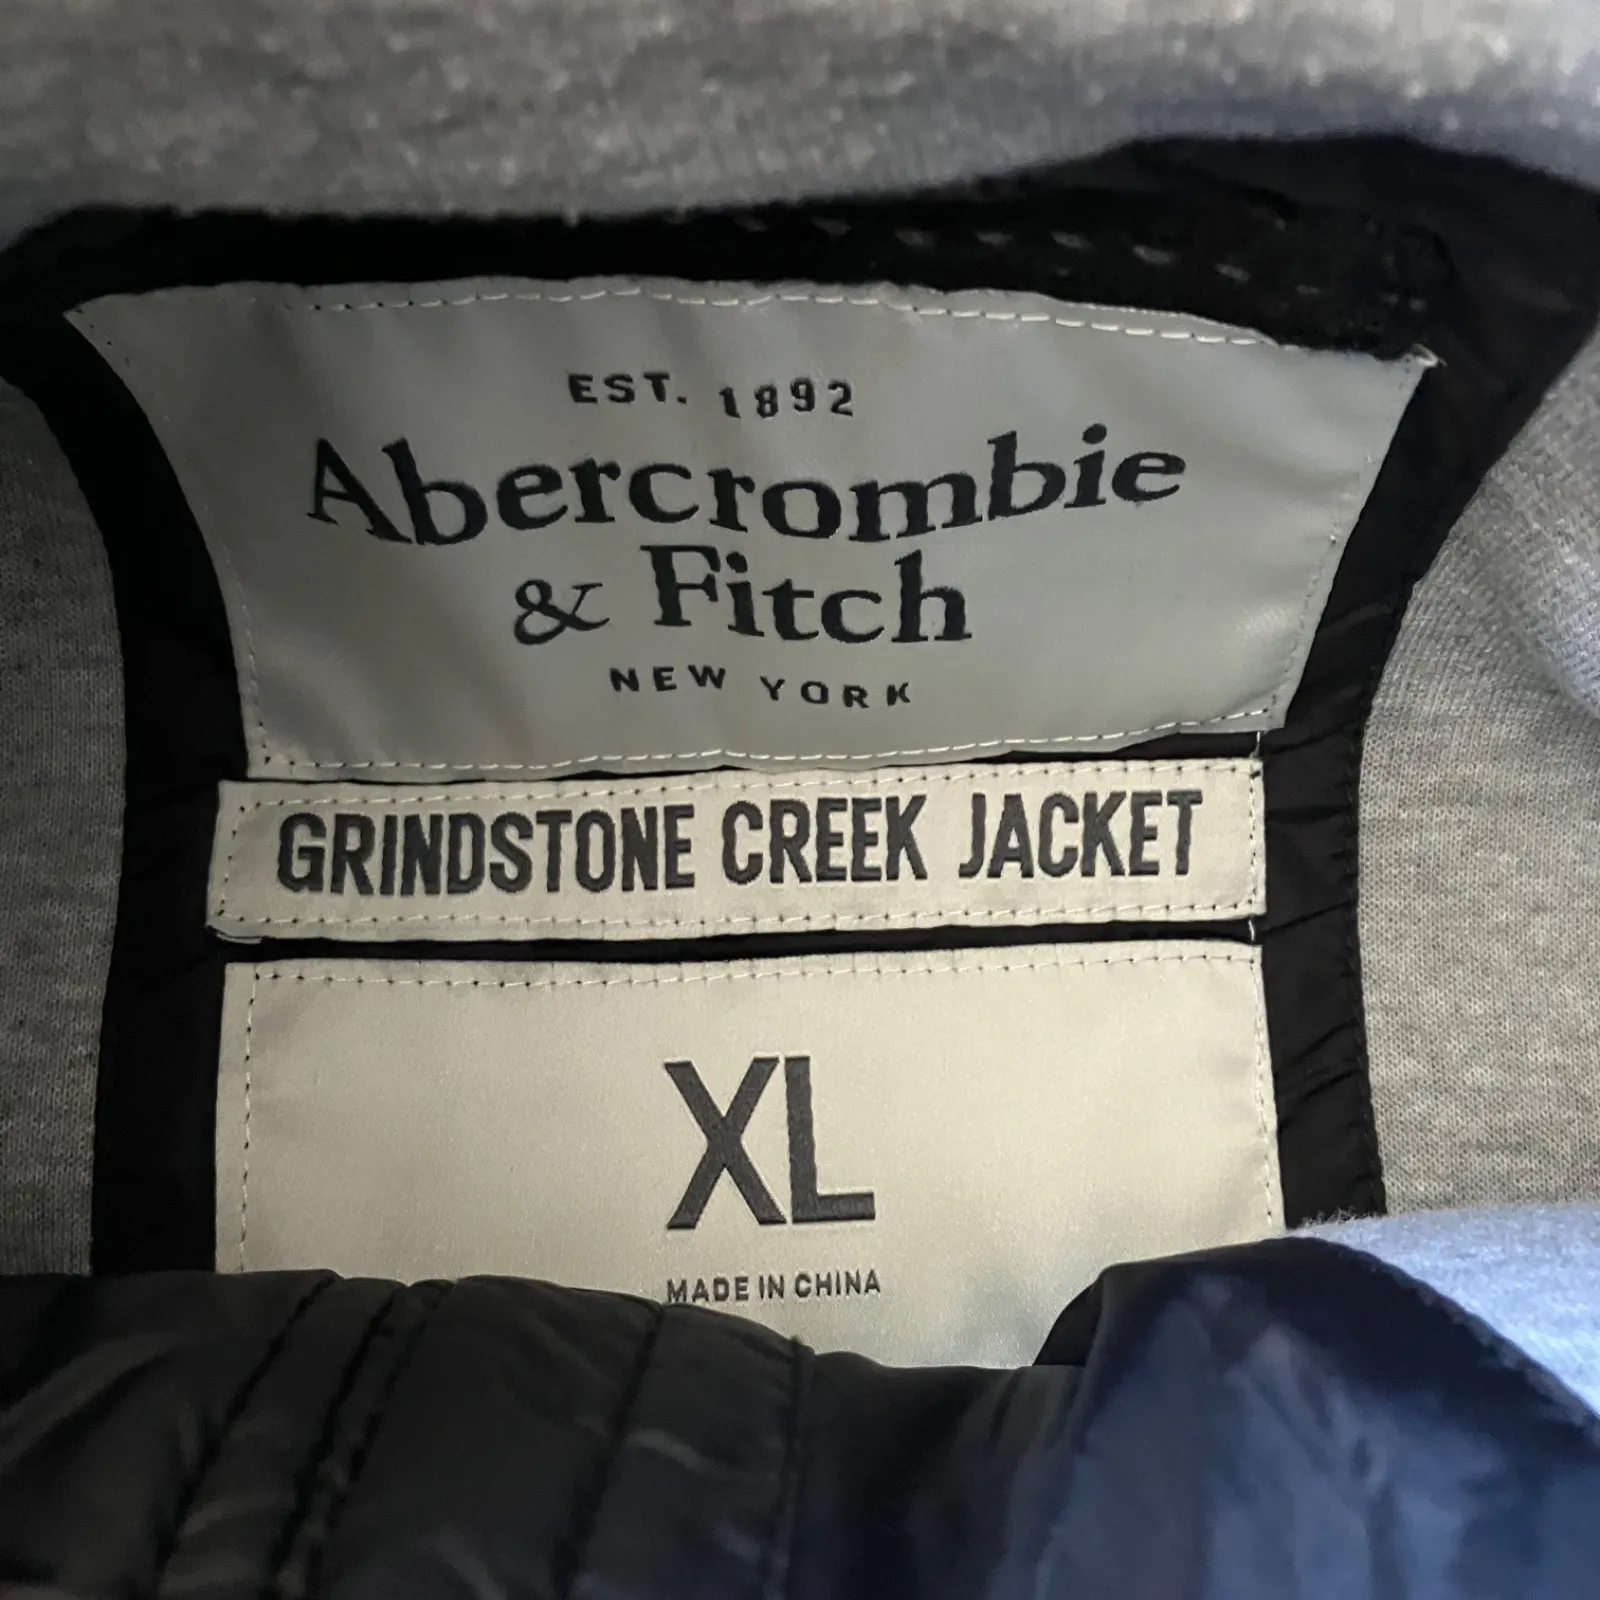 EST. 1892
Abercrombie
& Fitch
NEW YORK
GRINDSTONE CREEK JACKET
XL
MADE IN CHINA